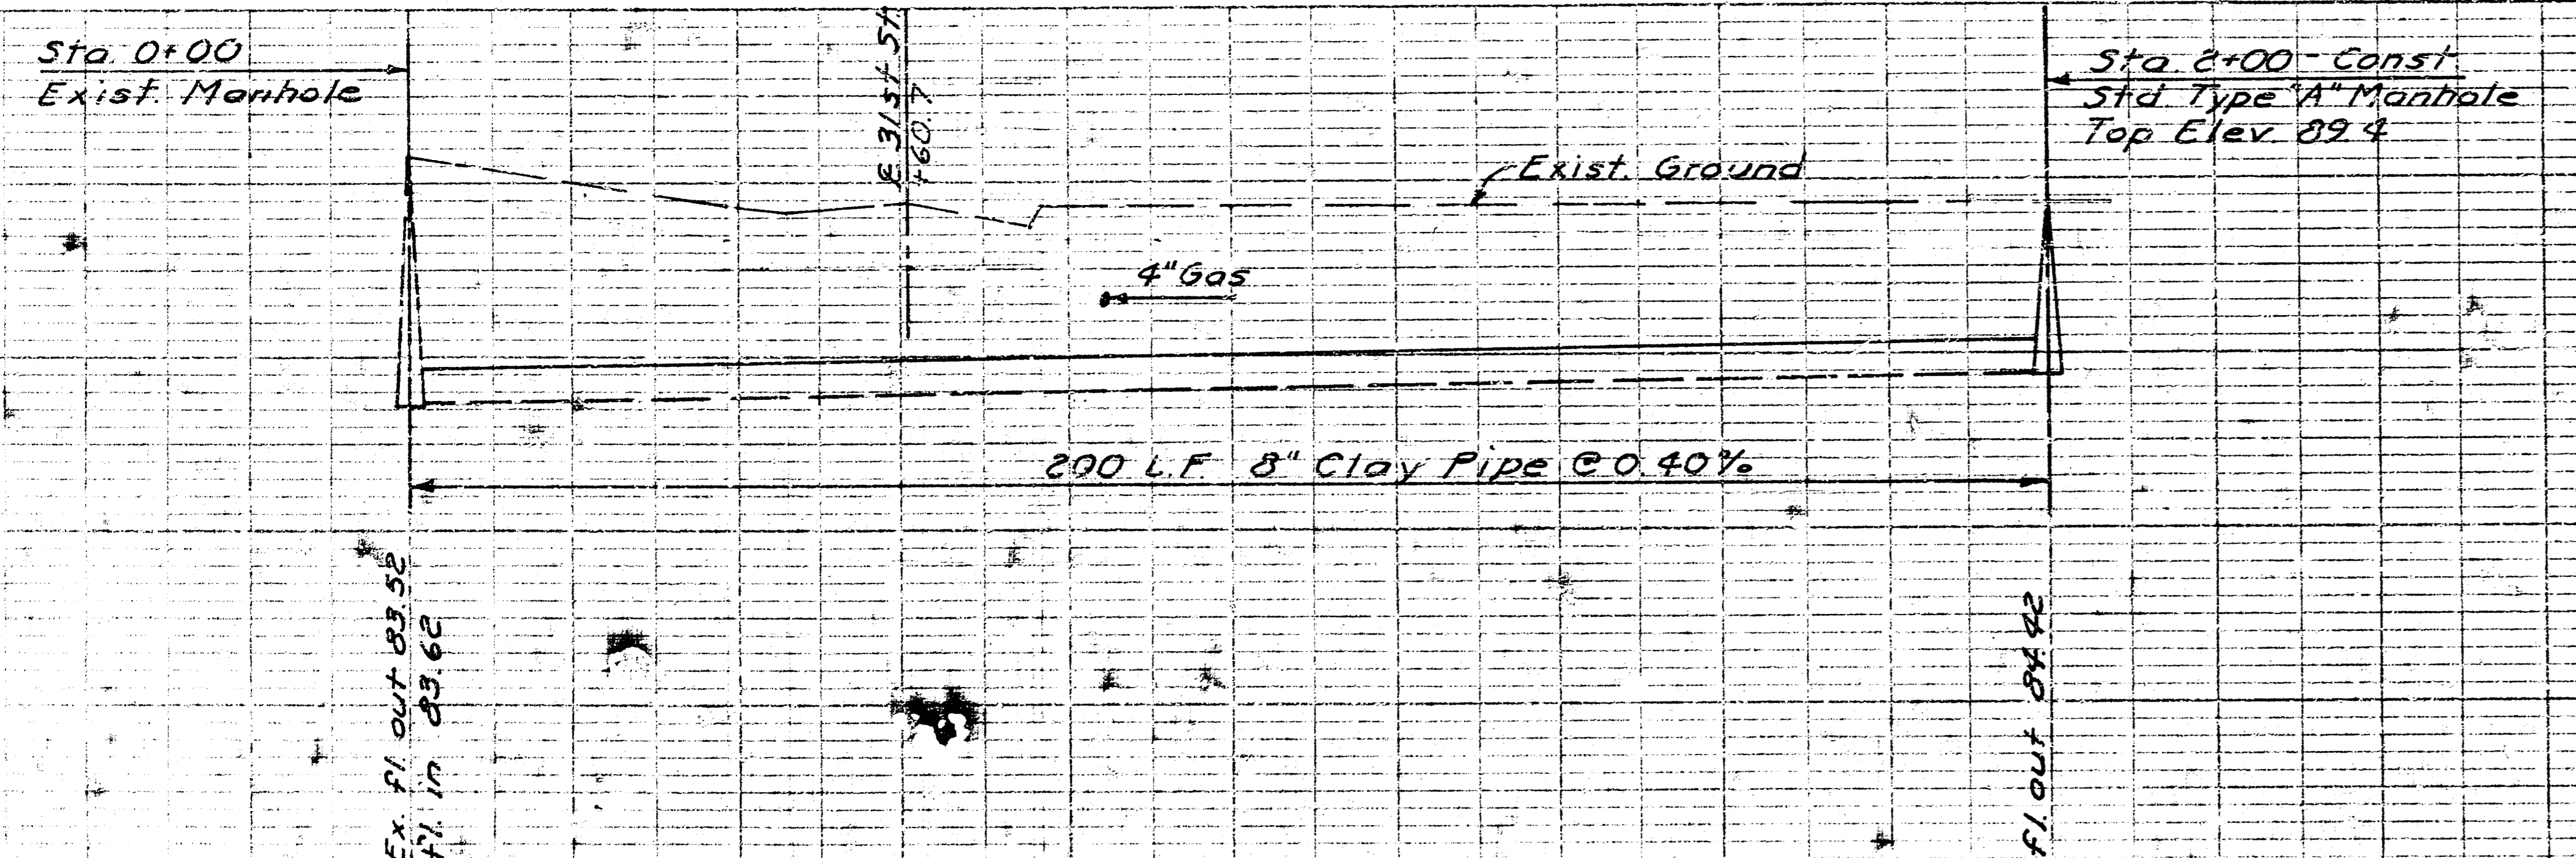 Sta. 0+00
Exist. Manhole
℄ 31st St
+60.7
Sta. 2+00 - Const
Std Type "A" Manhole
Top Elev. 89.4
Exist. Ground
4" Gas
200 L.F. 8" Clay Pipe @ 0.40%
Ex. Fl. out 83.52
Fl. in 83.62
Fl. out 84.42